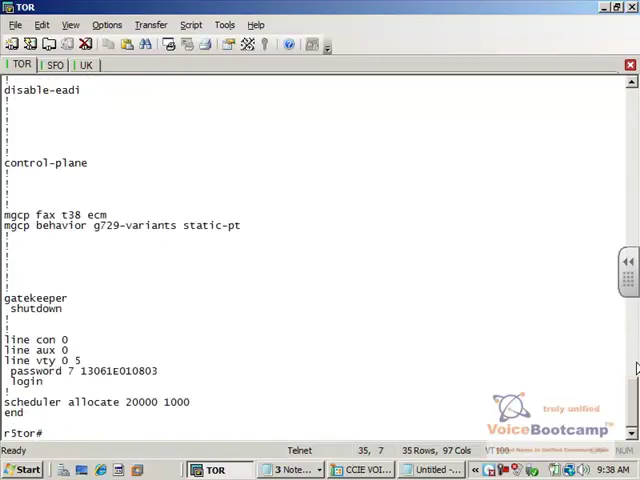 TOR
File Edit View Options Transfer Script Tools Help
TOR SFO UK
!
disable-eadi
!
!
!
!
!
!
control-plane
!
!
!
!
mgcp fax t38 ecm
mgcp behavior g729-variants static-pt
!
!
!
!
!
!
gatekeeper
shutdown
!
!
line con 0
line aux 0
line vty 0 5
password 7 13061E010803
login
!
scheduler allocate 20000 1000
end
r5tor#
truly unified
VoiceBootcamp™
Ready Telnet 35, 7 35 Rows, 97 Cols VT100
Start TOR 3 Note... CCIE VOI... Untitled - ... 9:38 AM